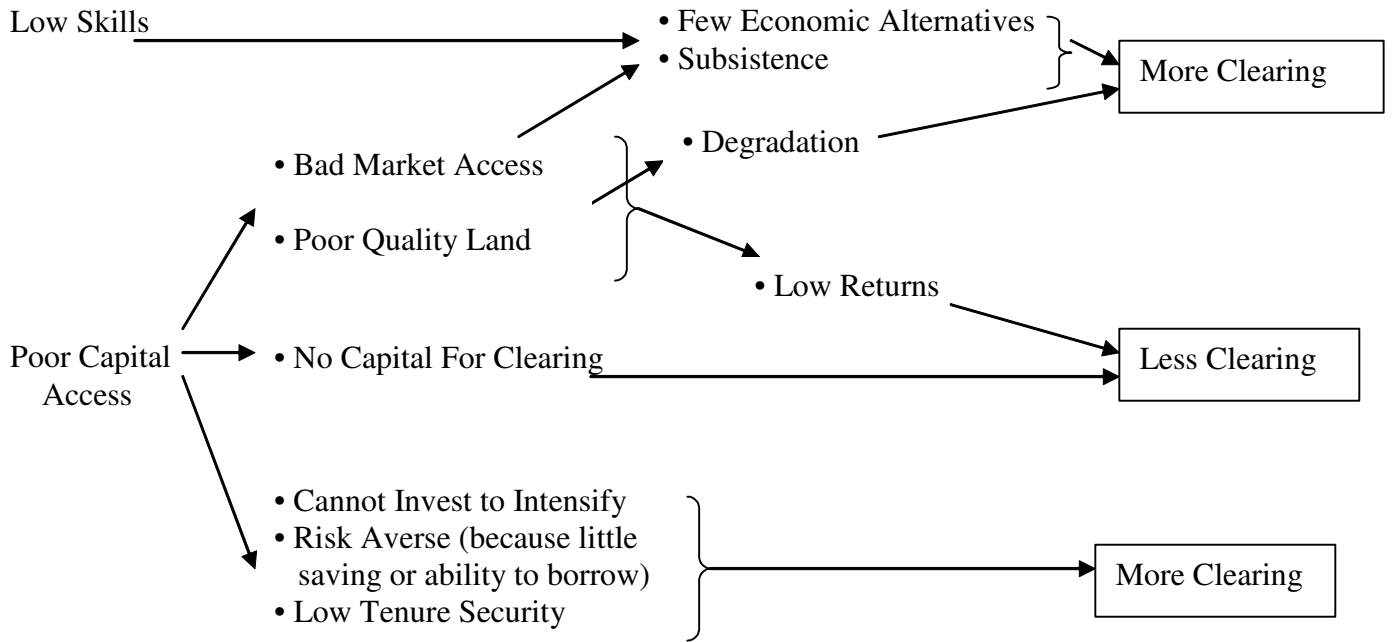 Low Skills
• Few Economic Alternatives
• Subsistence
More Clearing
• Degradation
• Bad Market Access
• Poor Quality Land
• Low Returns
Poor Capital
Access
• No Capital For Clearing
Less Clearing
• Cannot Invest to Intensify
• Risk Averse (because little
saving or ability to borrow)
• Low Tenure Security
More Clearing